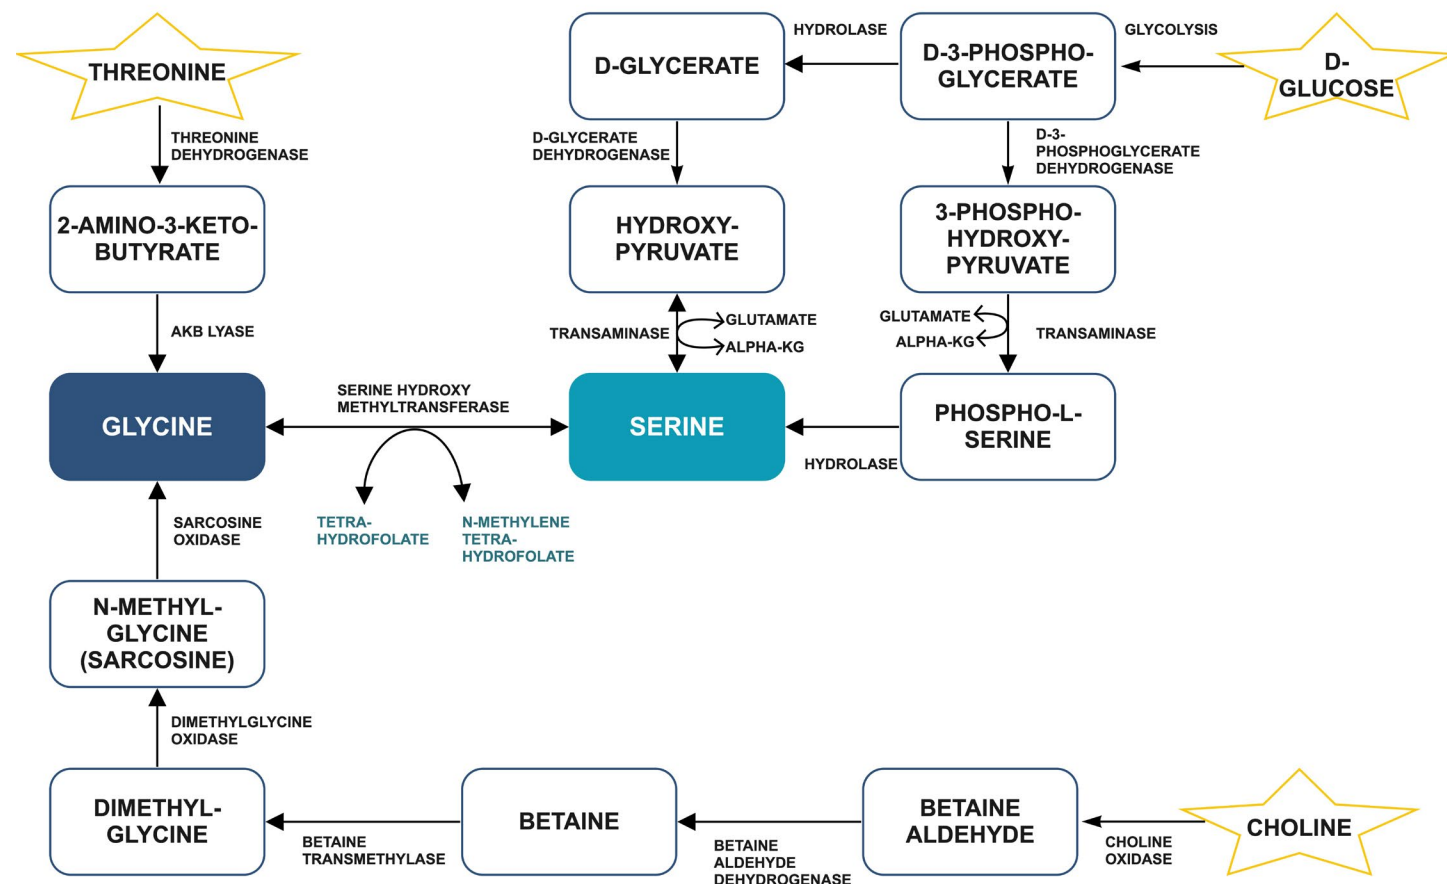 THREONINE
THREONINE
DEHYDROGENASE
2-AMINO-3-KETO-
BUTYRATE
AKB LYASE
GLYCINE
SERINE HYDROXY
METHYLTRANSFERASE
TETRA-
HYDROFOLATE
N-METHYLENE
TETRA-
HYDROFOLATE
D-GLYCERATE
HYDROLASE
D-3-PHOSPHO-
GLYCERATE
GLYCOLYSIS
D-
GLUCOSE
D-GLYCERATE
DEHYDROGENASE
D-3-
PHOSPHOGLYCERATE
DEHYDROGENASE
HYDROXY-
PYRUVATE
3-PHOSPHO-
HYDROXY-
PYRUVATE
TRANSAMINASE
GLUTAMATE
ALPHA-KG
GLUTAMATE
ALPHA-KG
TRANSAMINASE
SERINE
HYDROLASE
PHOSPHO-L-
SERINE
SARCOSINE
OXIDASE
N-METHYL-
GLYCINE
(SARCOSINE)
DIMETHYLGLYCINE
OXIDASE
DIMETHYL-
GLYCINE
BETAINE
TRANSMETHYLASE
BETAINE
BETAINE
ALDEHYDE
DEHYDROGENASE
BETAINE
ALDEHYDE
CHOLINE
OXIDASE
CHOLINE